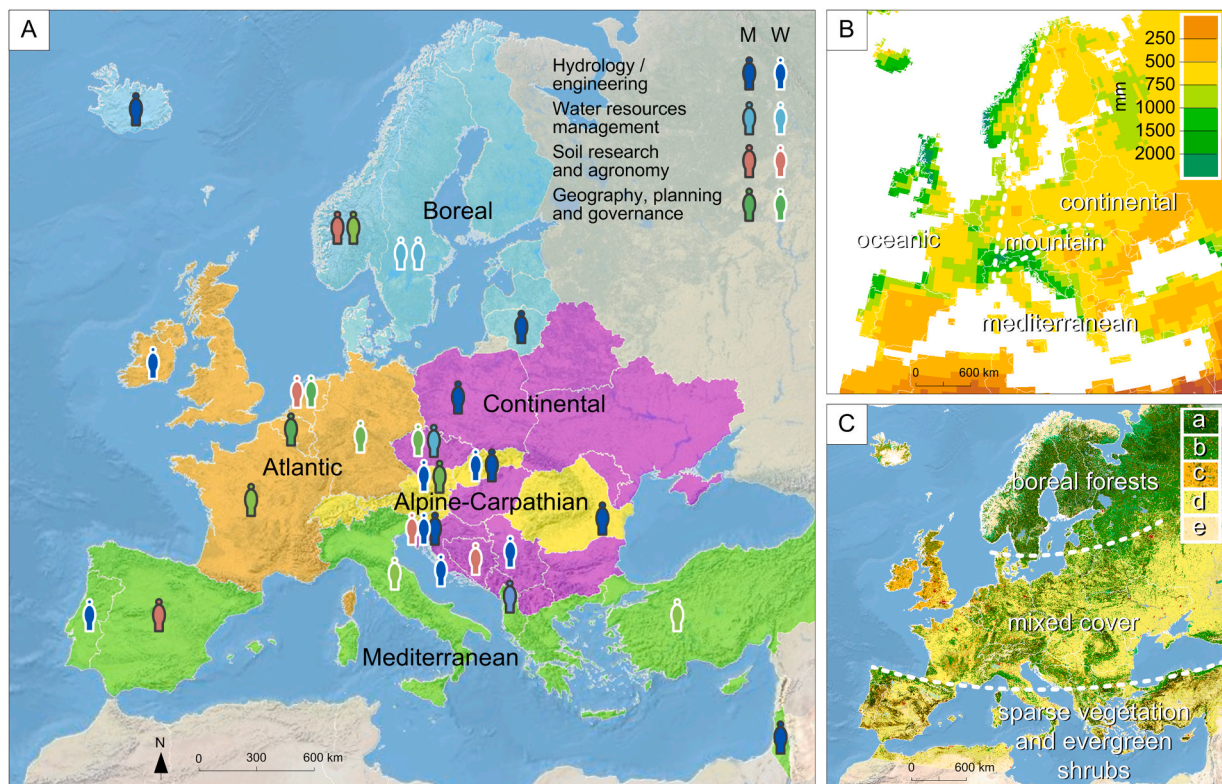 A
M W
Hydrology /
engineering
Water resources
management
Soil research
and agronomy
Geography, planning
and governance
Boreal
Continental
Atlantic
Alpine-Carpathian
Mediterranean
N
0 300 600 km
B
250
500
750
1000
1500
2000
mm
continental
oceanic
mountain
mediterranean
0 600 km
C
a
b
c
d
e
boreal forests
mixed cover
sparse vegetation
and evergreen
shrubs
0 600 km